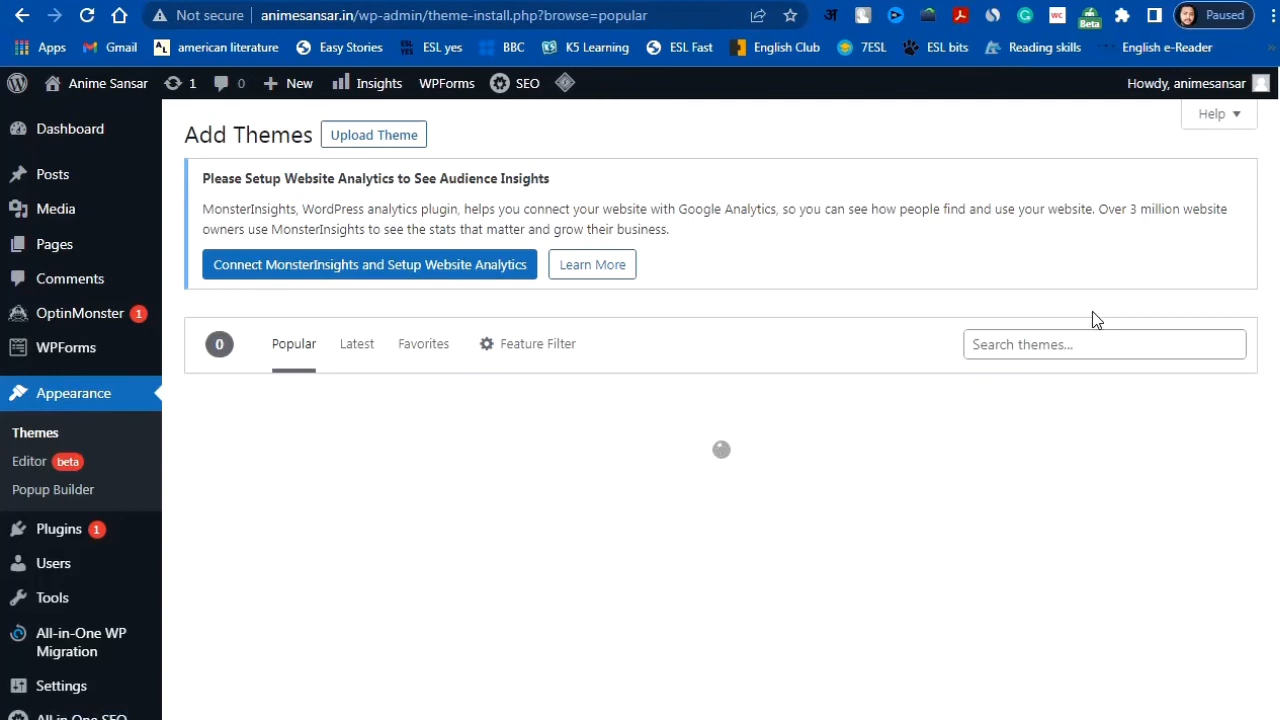 Not secure animesansar.in/wp-admin/theme-install.php?browse=popular अ WC Beta Paused
Apps Gmail american literature Easy Stories ESL yes BBC K5 Learning ESL Fast English Club 7ESL ESL bits Reading skills English e-Reader »
Anime Sansar 1 0 New Insights WPForms SEO Howdy, animesansar
Help
Add Themes Upload Theme
Please Setup Website Analytics to See Audience Insights
MonsterInsights, WordPress analytics plugin, helps you connect your website with Google Analytics, so you can see how people find and use your website. Over 3 million website
owners use MonsterInsights to see the stats that matter and grow their business.
Connect MonsterInsights and Setup Website Analytics Learn More
0 Popular Latest Favorites Feature Filter Search themes...
Dashboard
Posts
Media
Pages
Comments
OptinMonster 1
WPForms
Appearance
Themes
Editor beta
Popup Builder
Plugins 1
Users
Tools
All-in-One WP
Migration
Settings
All in One SEO